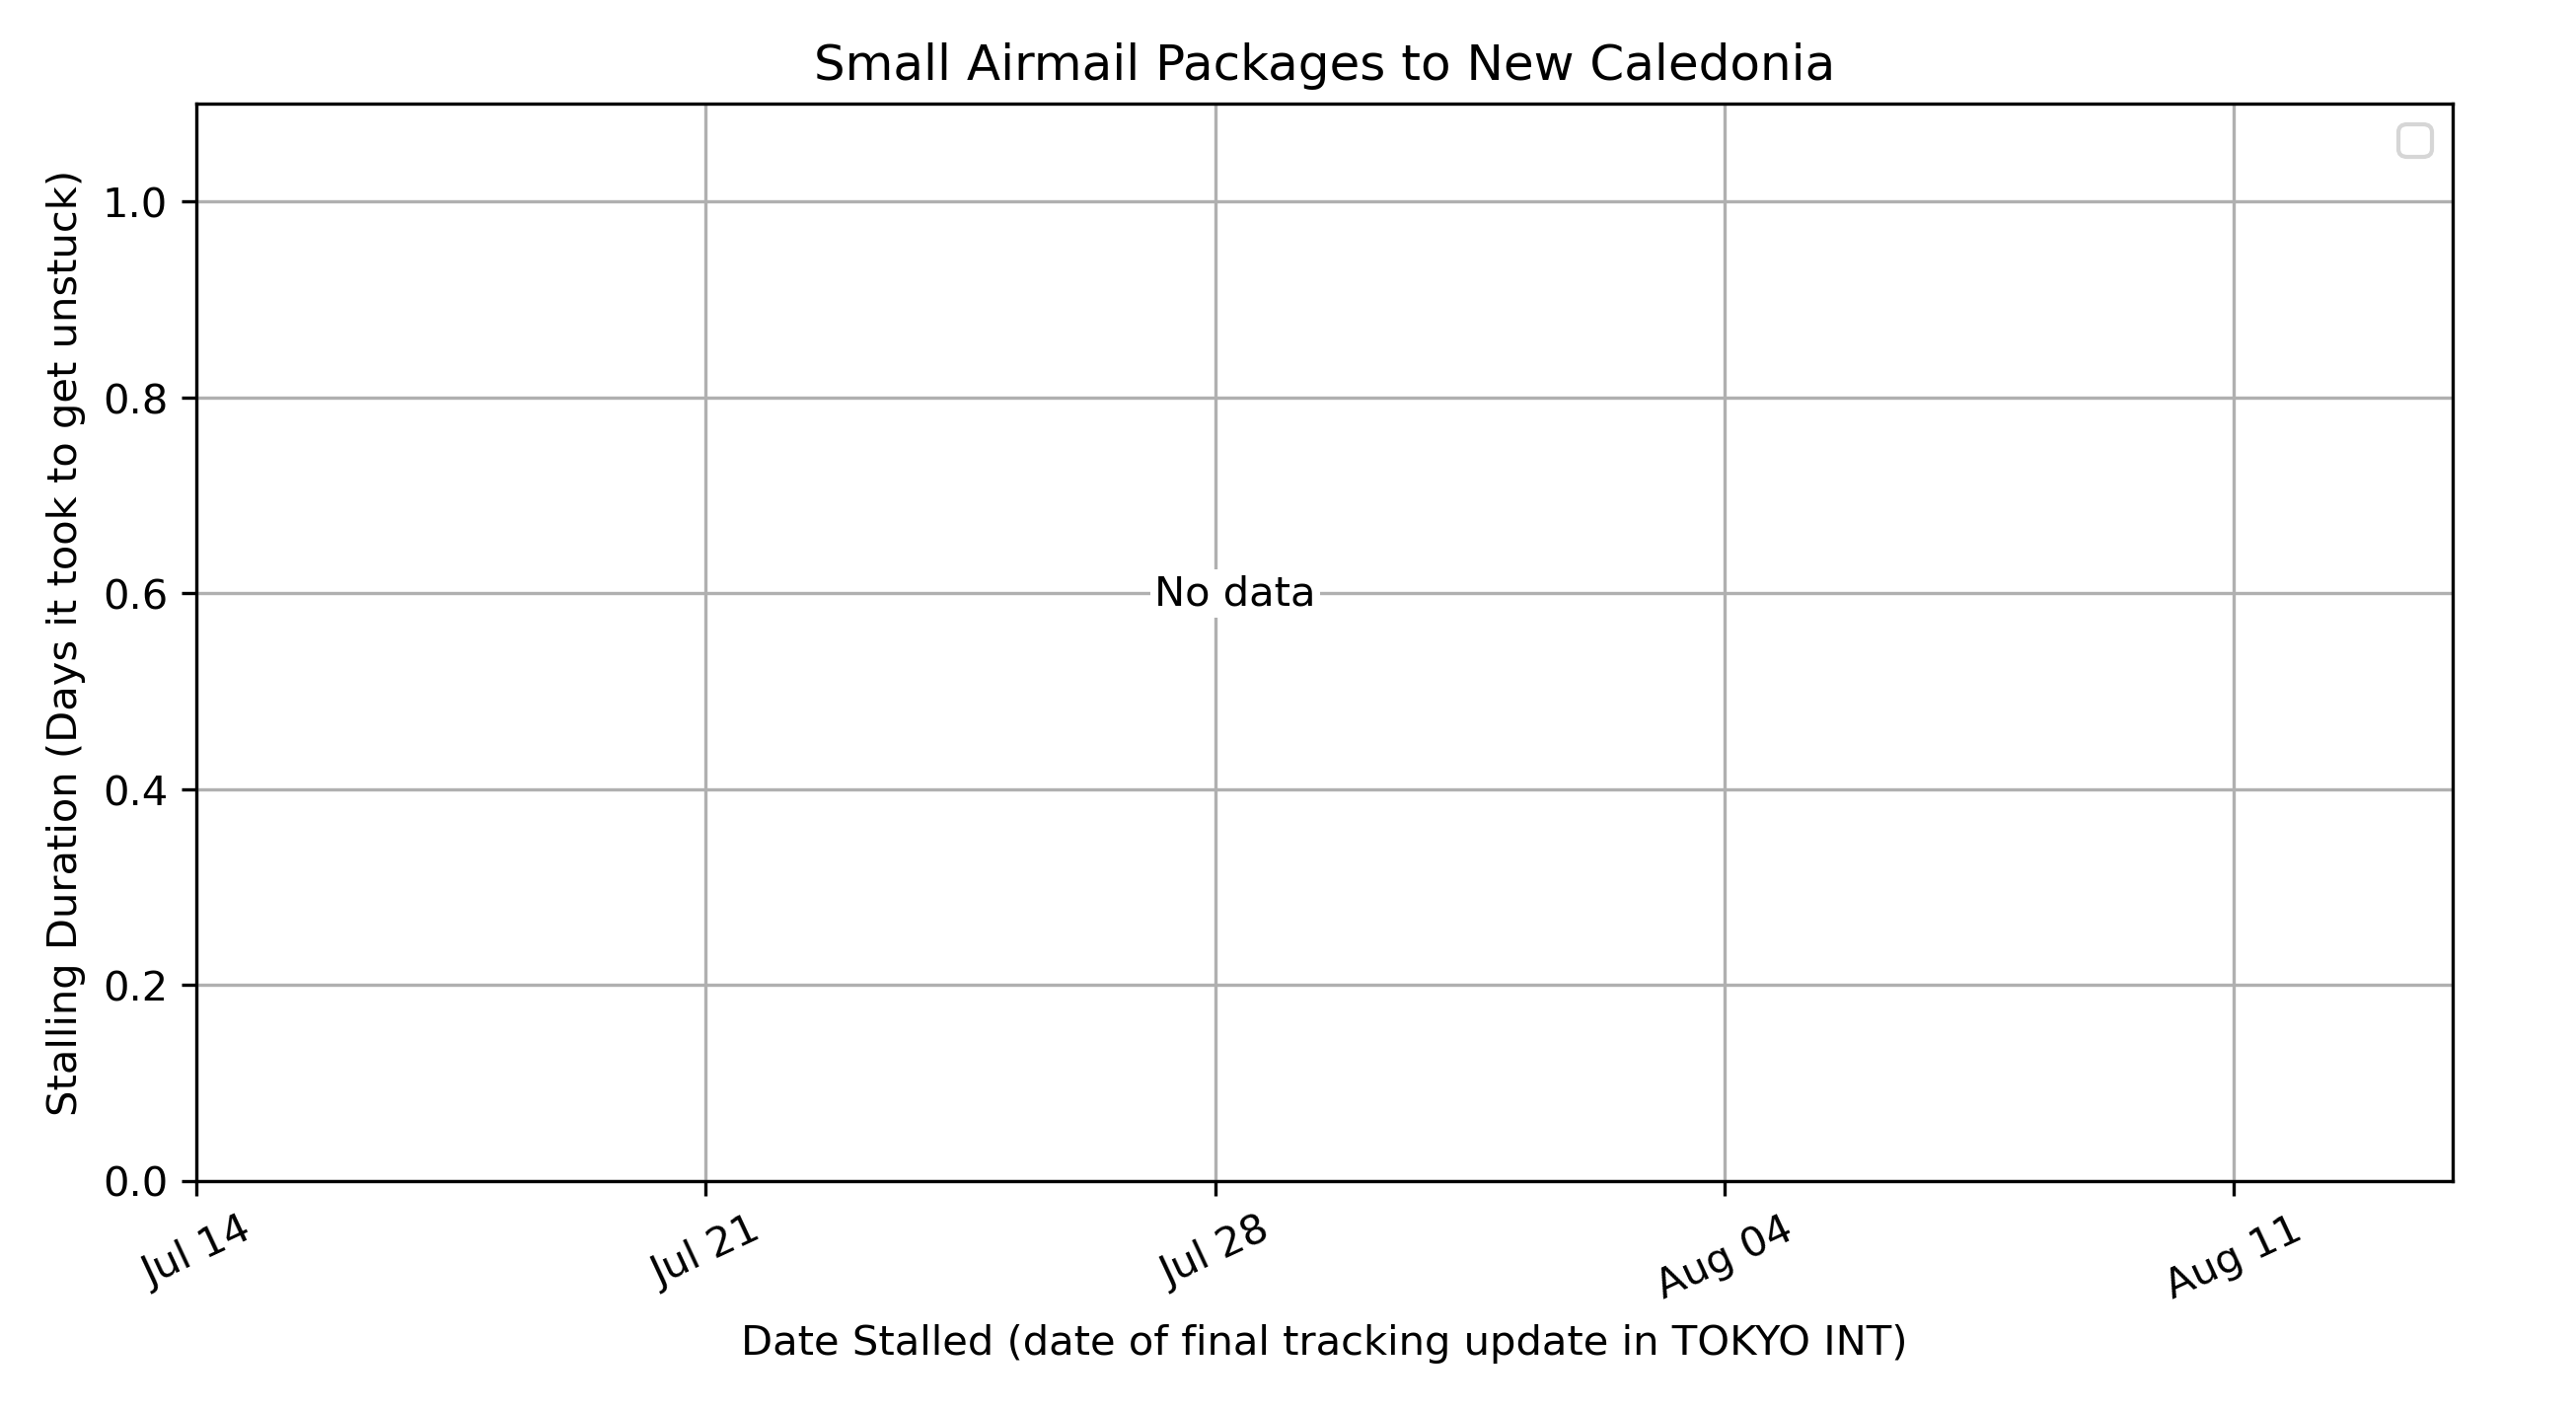 Small Airmail Packages to New Caledonia
Stalling Duration (Days it took to get unstuck)
1.0
0.8
0.6
0.4
0.2
0.0
No data
Jul 14
Jul 21
Jul 28
Aug 04
Aug 11
Date Stalled (date of final tracking update in TOKYO INT)